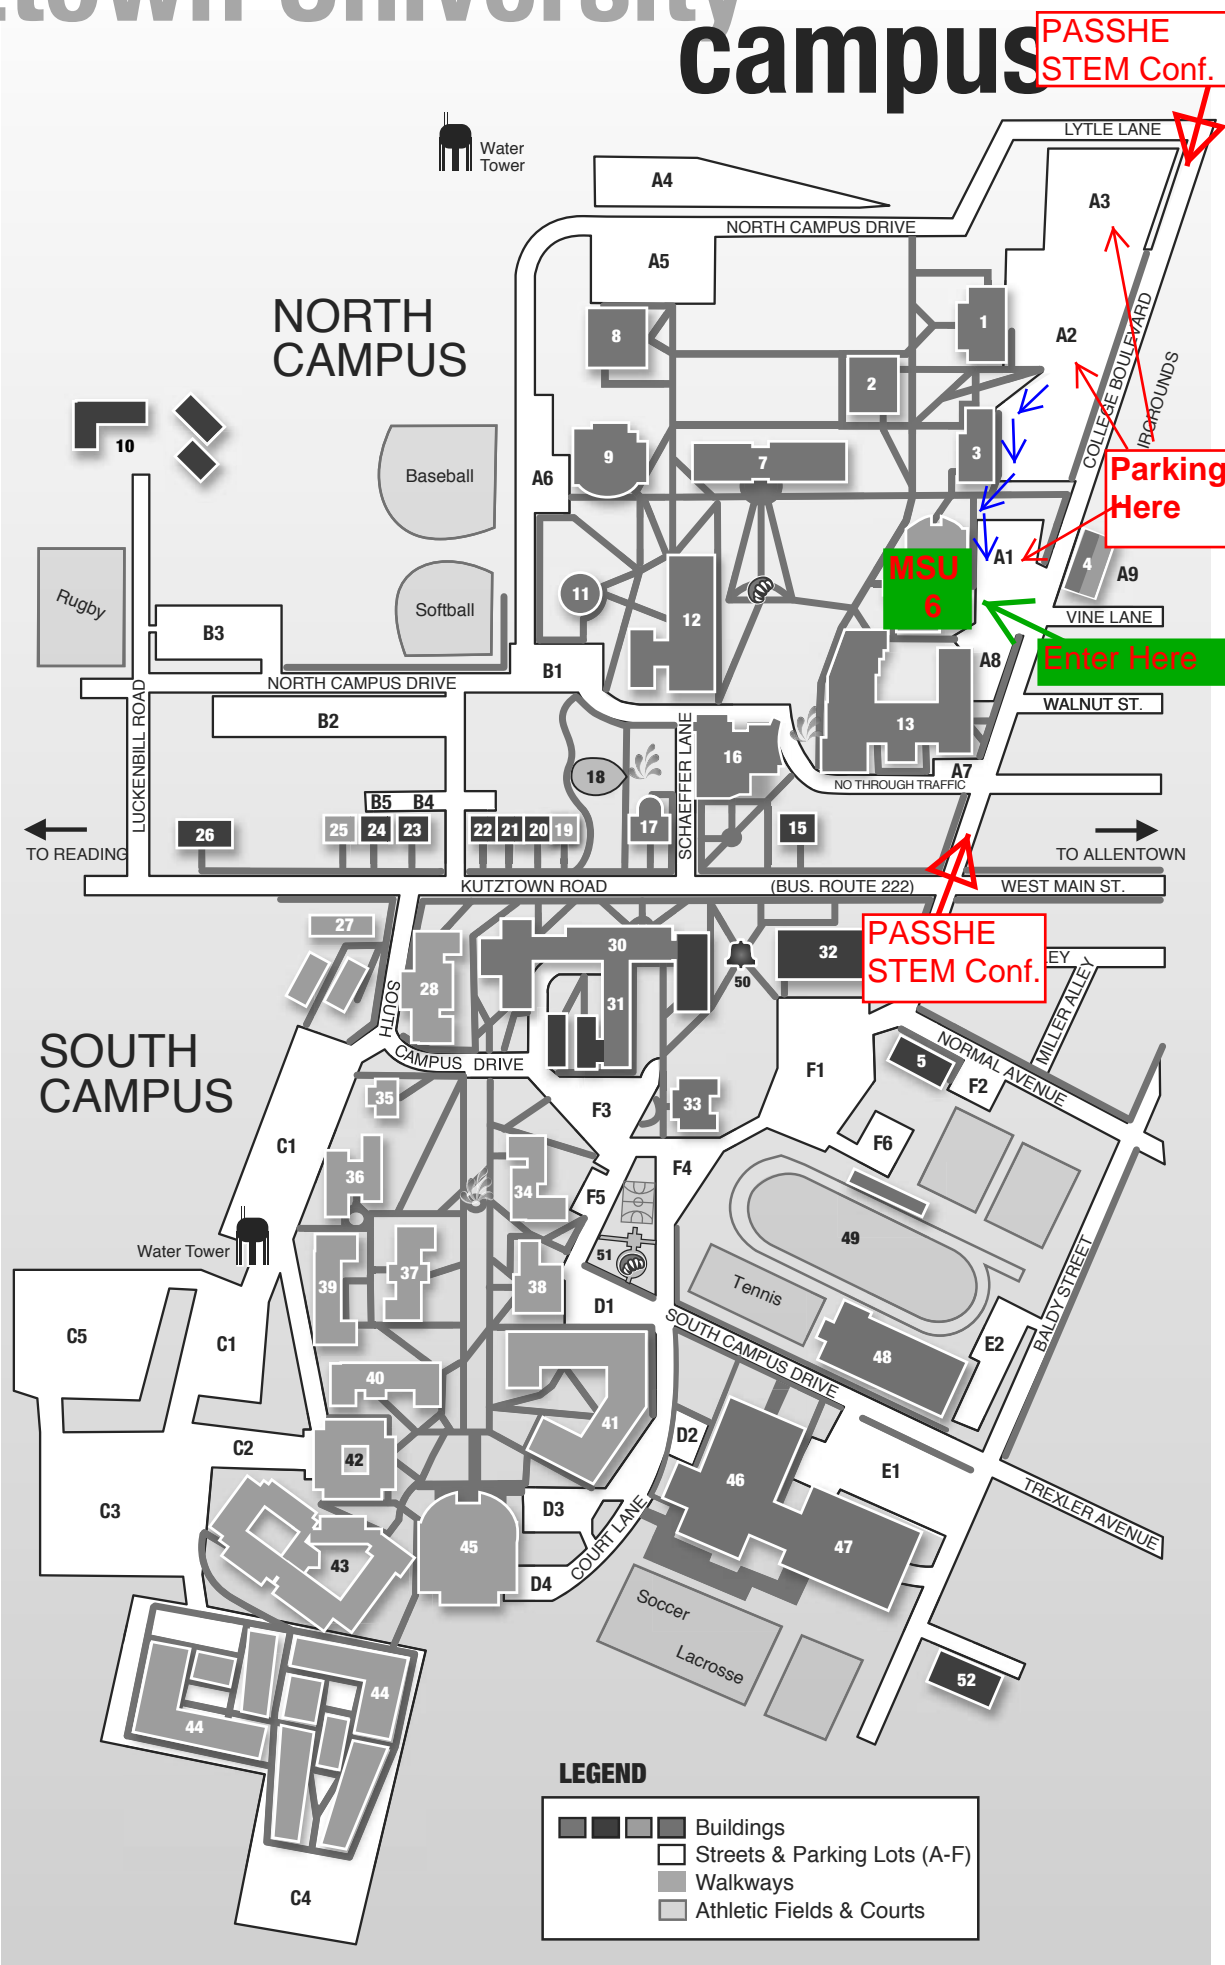 tztown University
campus
PASSHE
STEM Conf.
LYTLE LANE
Water
Tower
A4
A3
NORTH CAMPUS DRIVE
A5
NORTH
CAMPUS
1
8
A2
COLLEGE BOULEVARD
IRGROUNDS
2
10
3
9
7
Baseball
A6
Parking
Here
A1
4
A9
MSU
6
Rugby
Softball
11
12
VINE LANE
B3
Enter Here
A8
B1
NORTH CAMPUS DRIVE
WALNUT ST.
B2
LUCKENBILL ROAD
SCHAEFFER LANE
13
16
18
A7
NO THROUGH TRAFFIC
B5
B4
26
25
24
23
22
21
20
19
17
15
TO READING
TO ALLENTOWN
KUTZTOWN ROAD
(BUS. ROUTE 222)
WEST MAIN ST.
27
PASSHE
STEM Conf.
30
32
EY
50
28
31
SOUTH
MILLER ALLEY
SOUTH
CAMPUS
CAMPUS DRIVE
NORMAL AVENUE
5
F1
F2
35
F3
33
C1
F6
36
34
F4
F5
Water Tower
49
51
37
39
38
Tennis
BALDY STREET
D1
C5
C1
SOUTH CAMPUS DRIVE
E2
48
40
41
D2
C2
42
E1
46
TREXLER AVENUE
C3
D3
COURT LANE
45
47
43
D4
Soccer
Lacrosse
52
44
44
LEGEND
Buildings
Streets & Parking Lots (A-F)
Walkways
Athletic Fields & Courts
C4